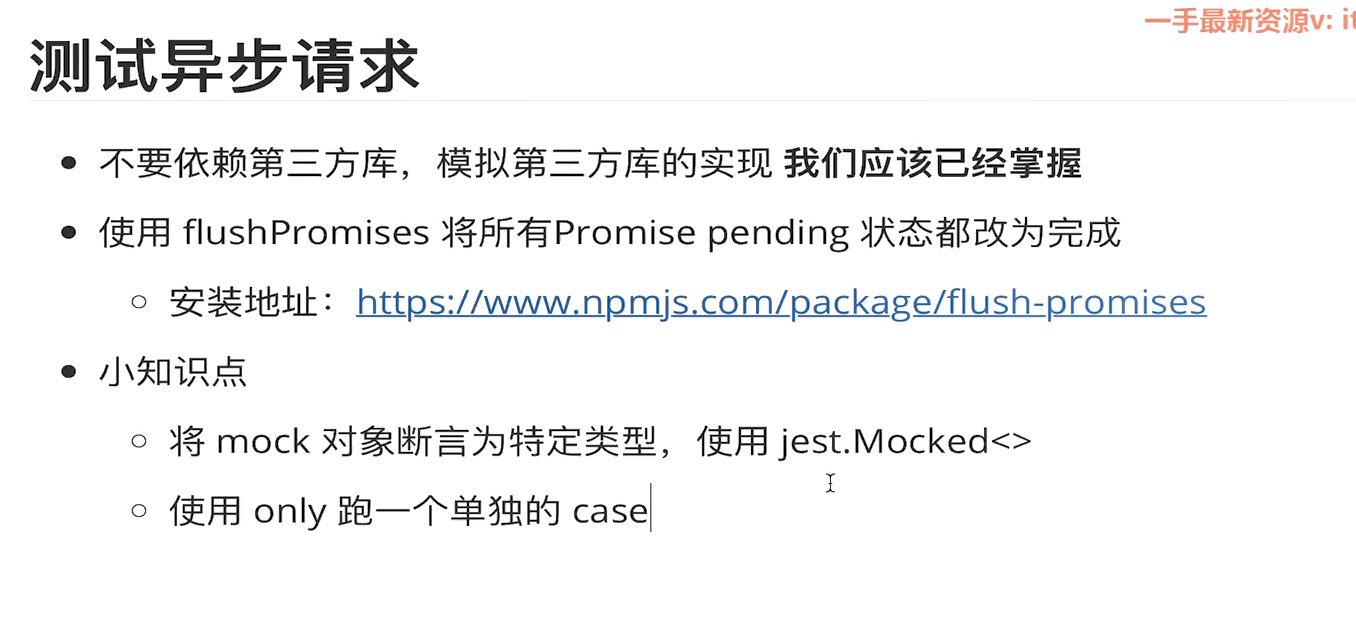 一手最新资源v: it
测试异步请求
不要依赖第三方库，模拟第三方库的实现 我们应该已经掌握
使用 flushPromises 将所有Promise pending 状态都改为完成
安装地址：https://www.npmjs.com/package/flush-promises
小知识点
将 mock 对象断言为特定类型，使用 jest.Mocked<>
使用 only 跑一个单独的 case